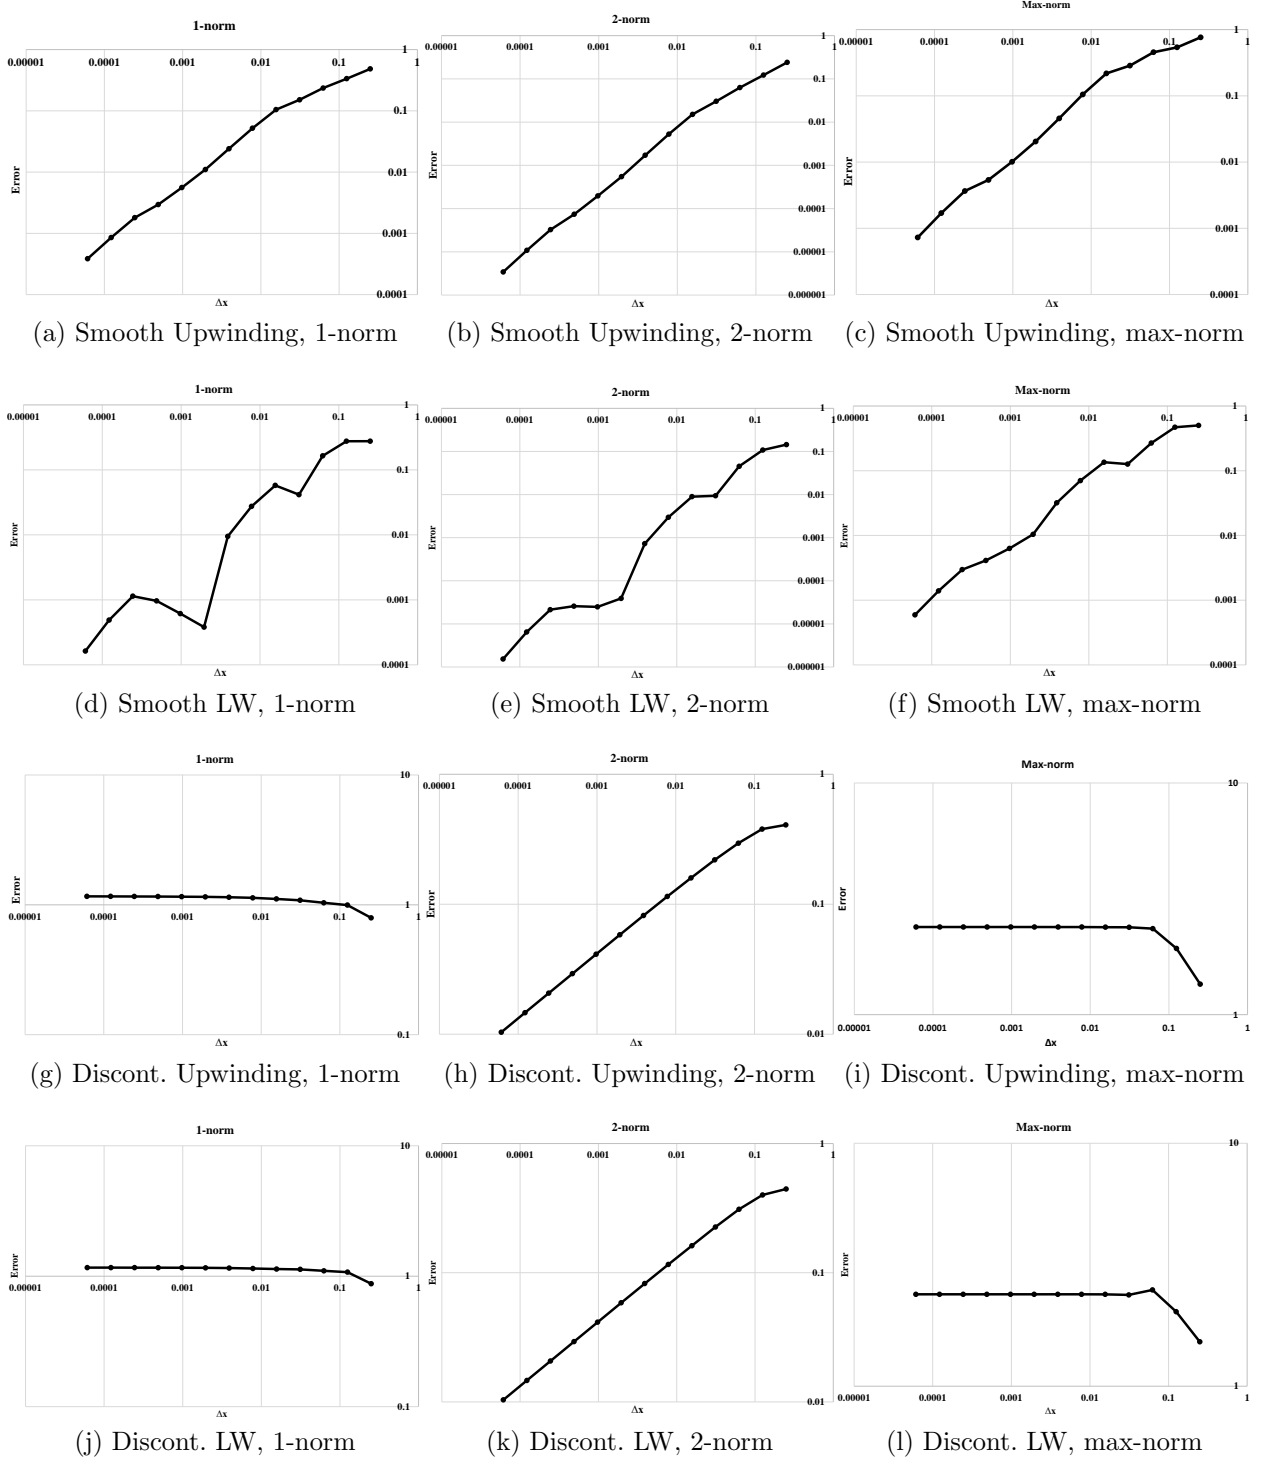 1-norm
2-norm
Max-norm
0.00001 0.0001 0.001 0.01 0.1 1
1
0.1
0.01
0.001
0.0001
Error
Δx
0.00001 0.0001 0.001 0.01 0.1 1
1
0.1
0.01
0.001
0.0001
0.00001
0.000001
Error
Δx
0.00001 0.0001 0.001 0.01 0.1 1
1
0.1
0.01
0.001
0.0001
Error
Δx
(a) Smooth Upwinding, 1-norm
(b) Smooth Upwinding, 2-norm
(c) Smooth Upwinding, max-norm
1-norm
2-norm
Max-norm
0.00001 0.0001 0.001 0.01 0.1 1
1
0.1
0.01
0.001
0.0001
Error
Δx
0.00001 0.0001 0.001 0.01 0.1 1
1
0.1
0.01
0.001
0.0001
0.00001
0.000001
Error
Δx
0.00001 0.0001 0.001 0.01 0.1 1
1
0.1
0.01
0.001
0.0001
Error
Δx
(d) Smooth LW, 1-norm
(e) Smooth LW, 2-norm
(f) Smooth LW, max-norm
1-norm
2-norm
Max-norm
10
1
0.1
0.00001 0.0001 0.001 0.01 0.1 1
Error
Δx
0.00001 0.0001 0.001 0.01 0.1 1
1
0.1
0.01
Error
Δx
10
1
0.00001 0.0001 0.001 0.01 0.1 1
Error
Δx
(g) Discont. Upwinding, 1-norm
(h) Discont. Upwinding, 2-norm
(i) Discont. Upwinding, max-norm
1-norm
2-norm
Max-norm
10
1
0.1
0.00001 0.0001 0.001 0.01 0.1 1
Error
Δx
0.00001 0.0001 0.001 0.01 0.1 1
1
0.1
0.01
Error
Δx
10
1
0.00001 0.0001 0.001 0.01 0.1 1
Error
Δx
(j) Discont. LW, 1-norm
(k) Discont. LW, 2-norm
(l) Discont. LW, max-norm